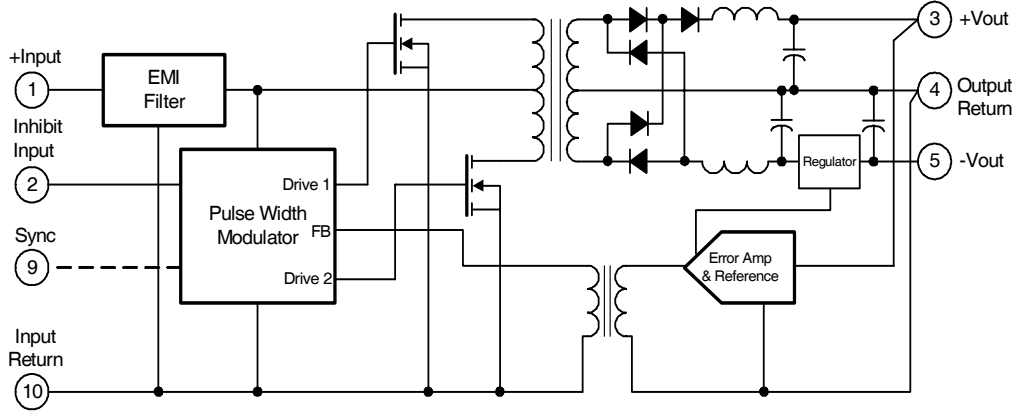 +Input
1
EMI
Filter
Inhibit
Input
2
Drive 1
Pulse Width
Modulator
FB
Sync
9
Drive 2
Input
Return
10
3
+Vout
4
Output
Return
5
-Vout
Regulator
Error Amp
& Reference